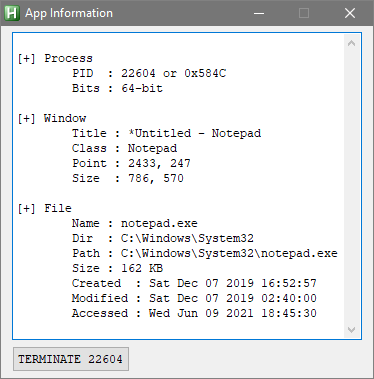 App Information
[+] Process
PID : 22604 or 0x584C
Bits : 64-bit
[+] Window
Title : *Untitled - Notepad
Class : Notepad
Point : 2433, 247
Size : 786, 570
[+] File
Name : notepad.exe
Dir : C:\Windows\System32
Path : C:\Windows\System32\notepad.exe
Size : 162 KB
Created : Sat Dec 07 2019 16:52:57
Modified : Sat Dec 07 2019 02:40:00
Accessed : Wed Jun 09 2021 18:45:30
TERMINATE 22604